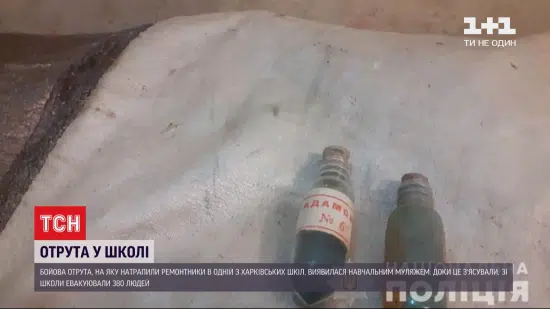 1+1
ТИ НЕ ОДИН
АДАМС
№ 6
ТСН
ОТРУТА У ШКОЛІ
БОЙОВА ОТРУТА, НА ЯКУ НАТРАПИЛИ РЕМОНТНИКИ В ОДНІЙ З ХАРКІВСЬКИХ ШКІЛ, ВИЯВИЛАСЯ НАВЧАЛЬНИМ МУЛЯЖЕМ. ДОКИ ЦЕ З'ЯСУВАЛИ, ЗІ
ШКОЛИ ЕВАКУЮВАЛИ 380 ЛЮДЕЙ
ПОЛІЦІЯ